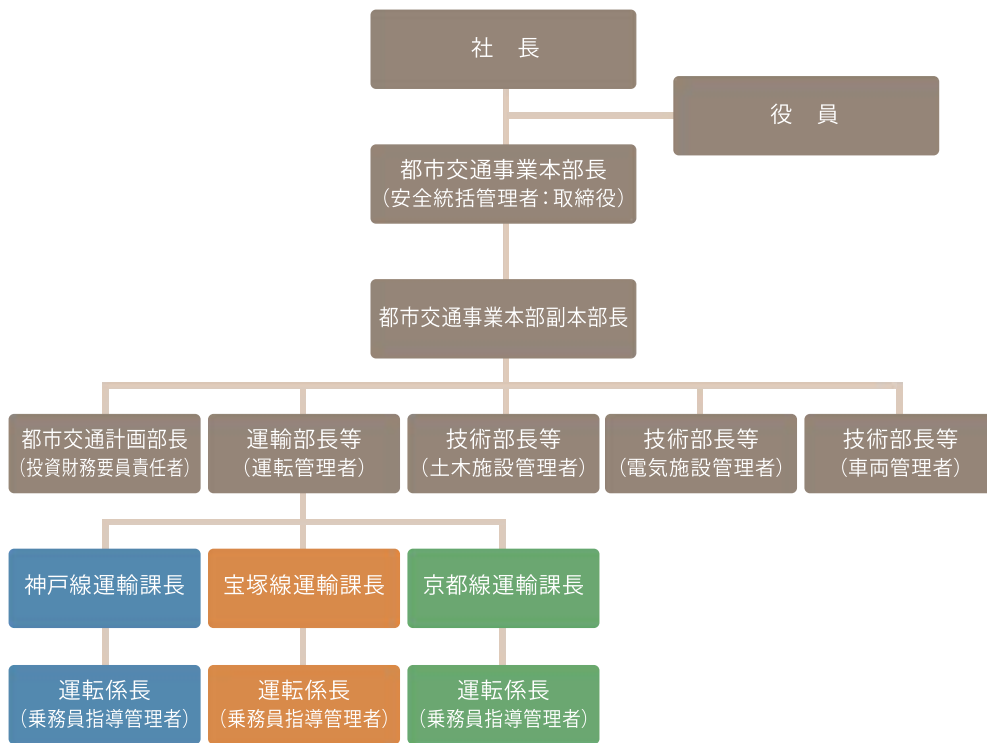 社　長
役　員
都市交通事業本部長
（安全統括管理者：取締役）
都市交通事業本部副本部長
都市交通計画部長
（投資財務要員責任者）
運輸部長等
（運転管理者）
技術部長等
（土木施設管理者）
技術部長等
（電気施設管理者）
技術部長等
（車両管理者）
神戸線運輸課長
宝塚線運輸課長
京都線運輸課長
運転係長
（乗務員指導管理者）
運転係長
（乗務員指導管理者）
運転係長
（乗務員指導管理者）